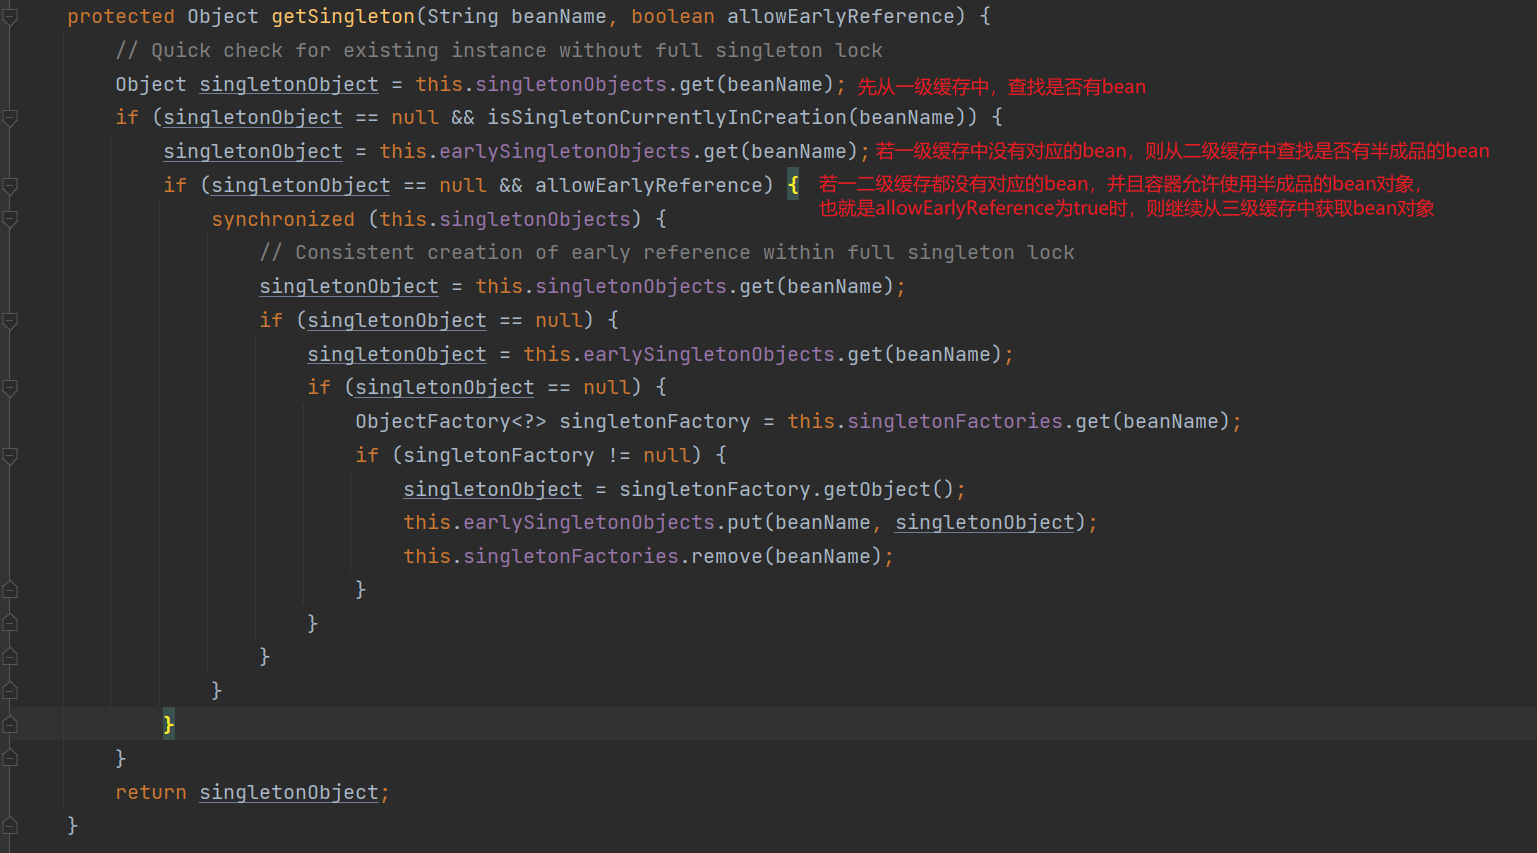 protected Object getSingleton(String beanName, boolean allowEarlyReference) {
// Quick check for existing instance without full singleton lock
Object singletonObject = this.singletonObjects.get(beanName); 先从一级缓存中，查找是否有bean
if (singletonObject == null && isSingletonCurrentlyInCreation(beanName)) {
singletonObject = this.earlySingletonObjects.get(beanName); 若一级缓存中没有对应的bean，则从二级缓存中查找是否有半成品的bean
if (singletonObject == null && allowEarlyReference) { 若一二级缓存都没有对应的bean，并且容器允许使用半成品的bean对象，
也就是allowEarlyReference为true时，则继续从三级缓存中获取bean对象
synchronized (this.singletonObjects) {
// Consistent creation of early reference within full singleton lock
singletonObject = this.singletonObjects.get(beanName);
if (singletonObject == null) {
singletonObject = this.earlySingletonObjects.get(beanName);
if (singletonObject == null) {
ObjectFactory<?> singletonFactory = this.singletonFactories.get(beanName);
if (singletonFactory != null) {
singletonObject = singletonFactory.getObject();
this.earlySingletonObjects.put(beanName, singletonObject);
this.singletonFactories.remove(beanName);
}
}
}
}
}
}
return singletonObject;
}